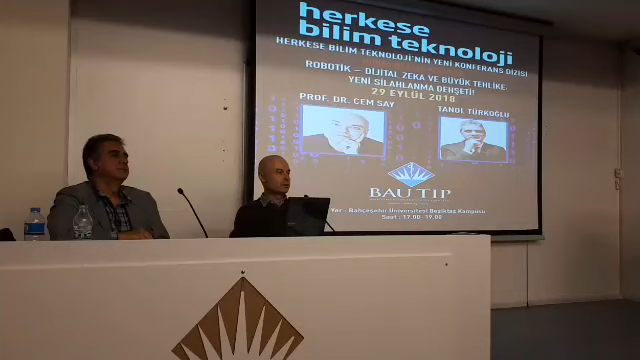 herkese
bilim teknoloji
HERKESE BİLİM TEKNOLOJİ'NİN YENİ KONFERANS DİZİSİ
ROBOTİK – DİJİTAL ZEKA VE BÜYÜK TEHLİKE.
YENİ SİLAHLANMA DEHŞETİ!
29 EYLÜL 2018
PROF. DR. CEM SAY
TANOL TÜRKOĞLU
BAU TIP
Yer - Bahçeşehir Üniversitesi Beşiktaş Kampüsü
Saat : 17.00 - 19.00